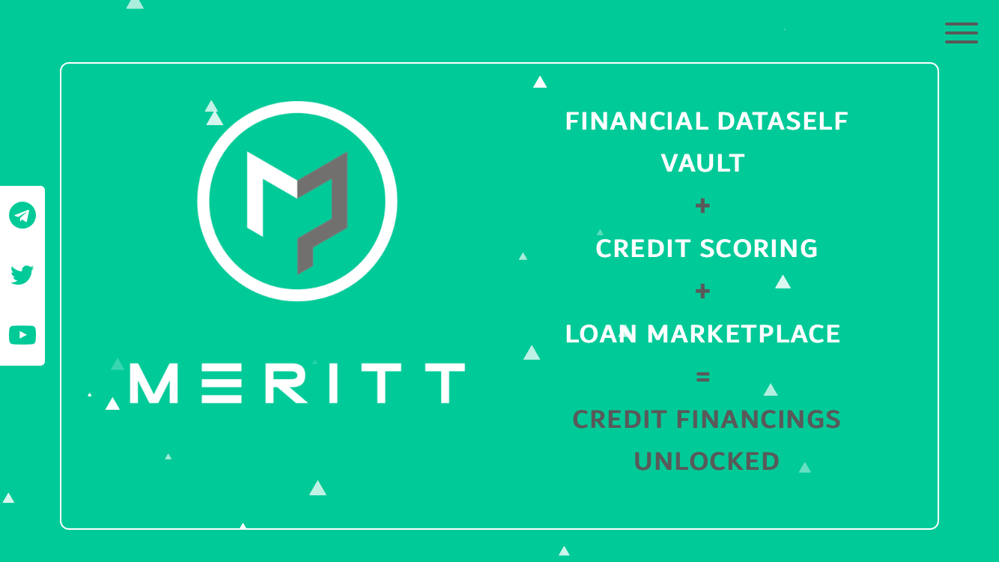 MERITT
FINANCIAL DATASELF
VAULT
+
CREDIT SCORING
+
LOAN MARKETPLACE
=
CREDIT FINANCINGS
UNLOCKED